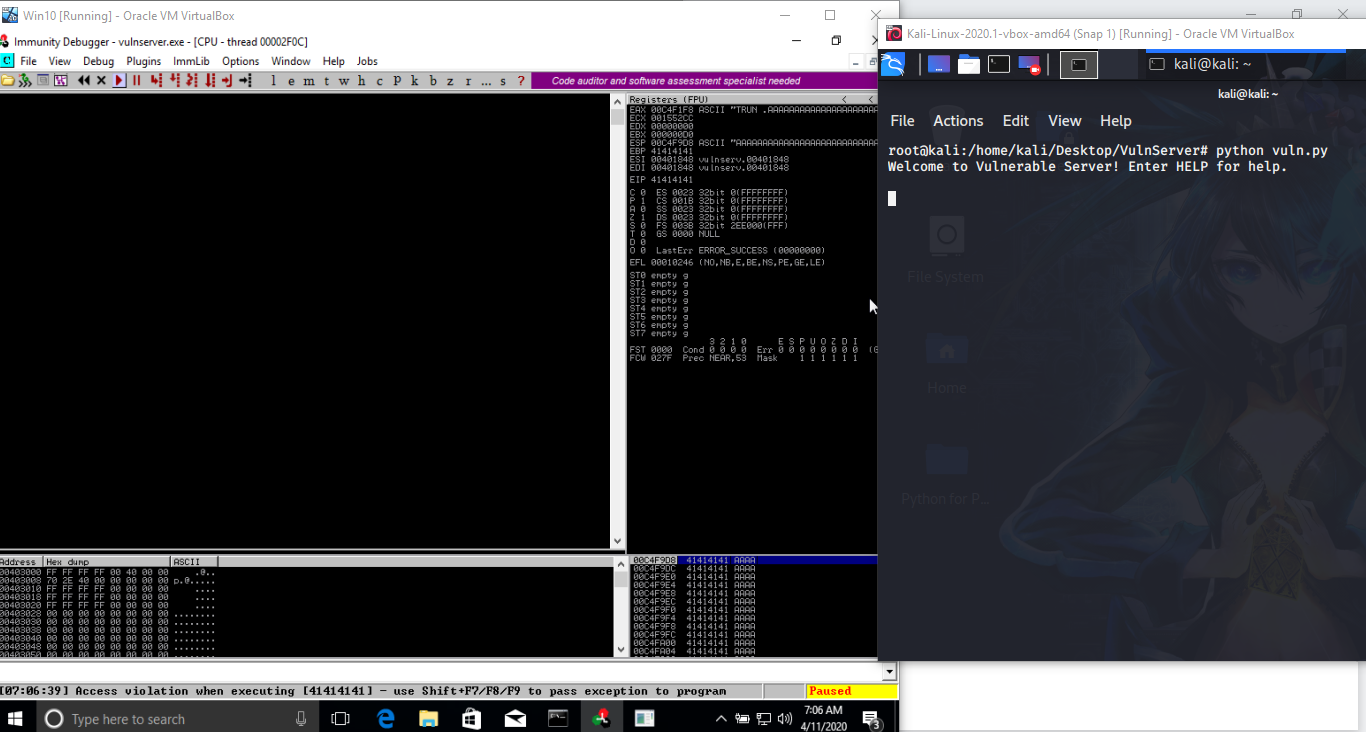 Win10 [Running] - Oracle VM VirtualBox
Immunity Debugger - vulnserver.exe - [CPU - thread 00002F0C]
C File View Debug Plugins ImmLib Options Window Help Jobs
l e m t w h c P k b z r ... s ? Code auditor and software assessment specialist needed
Registers (FPU) < <
EAX 00C4F1F8 ASCII "TRUN .AAAAAAAAAAAAAAAAAAAAA
ECX 001552CC
EDX 00000000
EBX 000000D0
ESP 00C4F9D8 ASCII "AAAAAAAAAAAAAAAAAAAAAAAAAAA
EBP 41414141
ESI 00401848 vulnserv.00401848
EDI 00401848 vulnserv.00401848
EIP 41414141
C 0 ES 0023 32bit 0(FFFFFFFF)
P 1 CS 001B 32bit 0(FFFFFFFF)
A 0 SS 0023 32bit 0(FFFFFFFF)
Z 1 DS 0023 32bit 0(FFFFFFFF)
S 0 FS 003B 32bit 2EE000(FFF)
T 0 GS 0000 NULL
D 0
O 0 LastErr ERROR_SUCCESS (00000000)
EFL 00010246 (NO,NB,E,BE,NS,PE,GE,LE)
ST0 empty g
ST1 empty g
ST2 empty g
ST3 empty g
ST4 empty g
ST5 empty g
ST6 empty g
ST7 empty g
3 2 1 0 E S P U O Z D I
FST 0000 Cond 0 0 0 0 Err 0 0 0 0 0 0 0 0 (G
FCW 027F Prec NEAR,53 Mask 1 1 1 1 1 1
Address Hex dump ASCII
00403000 FF FF FF FF 00 40 00 00 .@..
00403008 70 2E 40 00 00 00 00 00 p.@.....
00403010 FF FF FF FF 00 00 00 00 ....
00403018 FF FF FF FF 00 00 00 00 ....
00403020 FF FF FF FF 00 00 00 00 ....
00403028 00 00 00 00 00 00 00 00 ........
00403030 00 00 00 00 00 00 00 00 ........
00403038 00 00 00 00 00 00 00 00 ........
00403040 00 00 00 00 00 00 00 00 ........
00403048 00 00 00 00 00 00 00 00 ........
00403050 00 00 00 00 00 00 00 00 ........
00C4F9D8 41414141 AAAA
00C4F9DC 41414141 AAAA
00C4F9E0 41414141 AAAA
00C4F9E4 41414141 AAAA
00C4F9E8 41414141 AAAA
00C4F9EC 41414141 AAAA
00C4F9F0 41414141 AAAA
00C4F9F4 41414141 AAAA
00C4F9F8 41414141 AAAA
00C4F9FC 41414141 AAAA
00C4FA00 41414141 AAAA
00C4FA04 41414141 AAAA
[07:06:39] Access violation when executing [41414141] - use Shift+F7/F8/F9 to pass exception to program
Paused
Type here to search
7:06 AM
4/11/2020
3
Kali-Linux-2020.1-vbox-amd64 (Snap 1) [Running] - Oracle VM VirtualBox
kali@kali: ~
kali@kali: ~
File Actions Edit View Help
root@kali:/home/kali/Desktop/VulnServer# python vuln.py
Welcome to Vulnerable Server! Enter HELP for help.
File System
Home
Python for P...